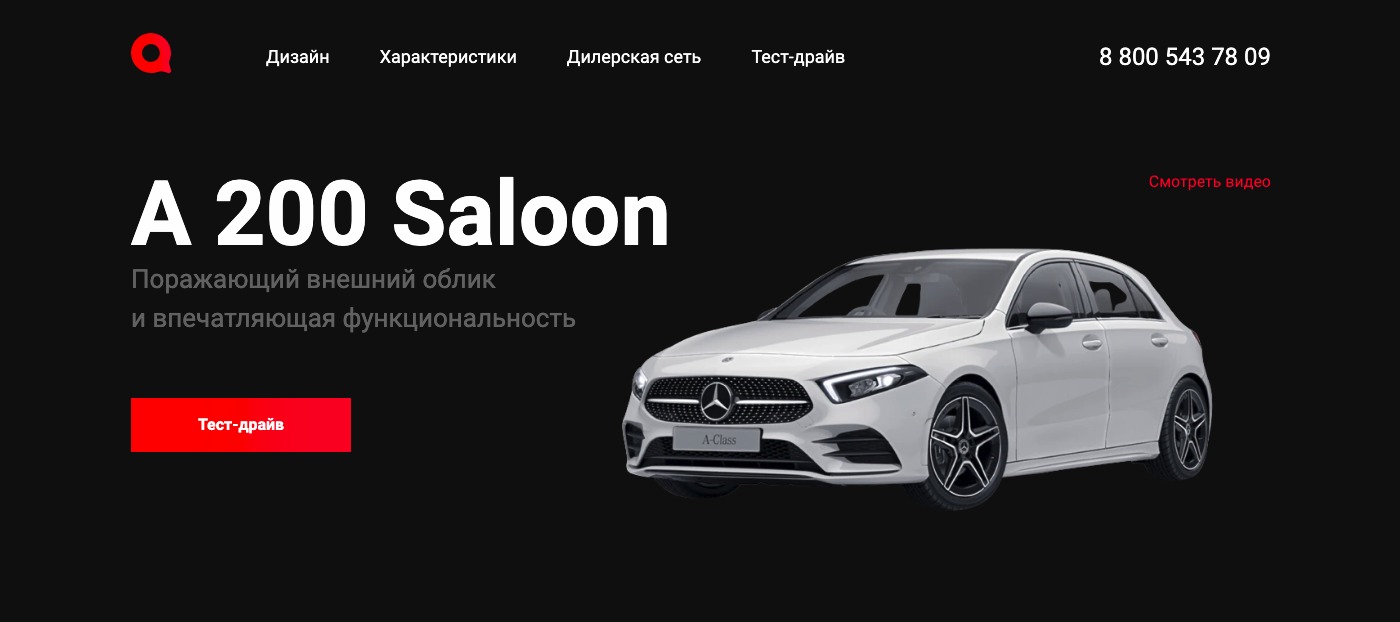 Дизайн
Характеристики
Дилерская сеть
Тест-драйв
8 800 543 78 09
A 200 Saloon
Смотреть видео
Поражающий внешний облик
и впечатляющая функциональность
Тест-драйв
A-Class